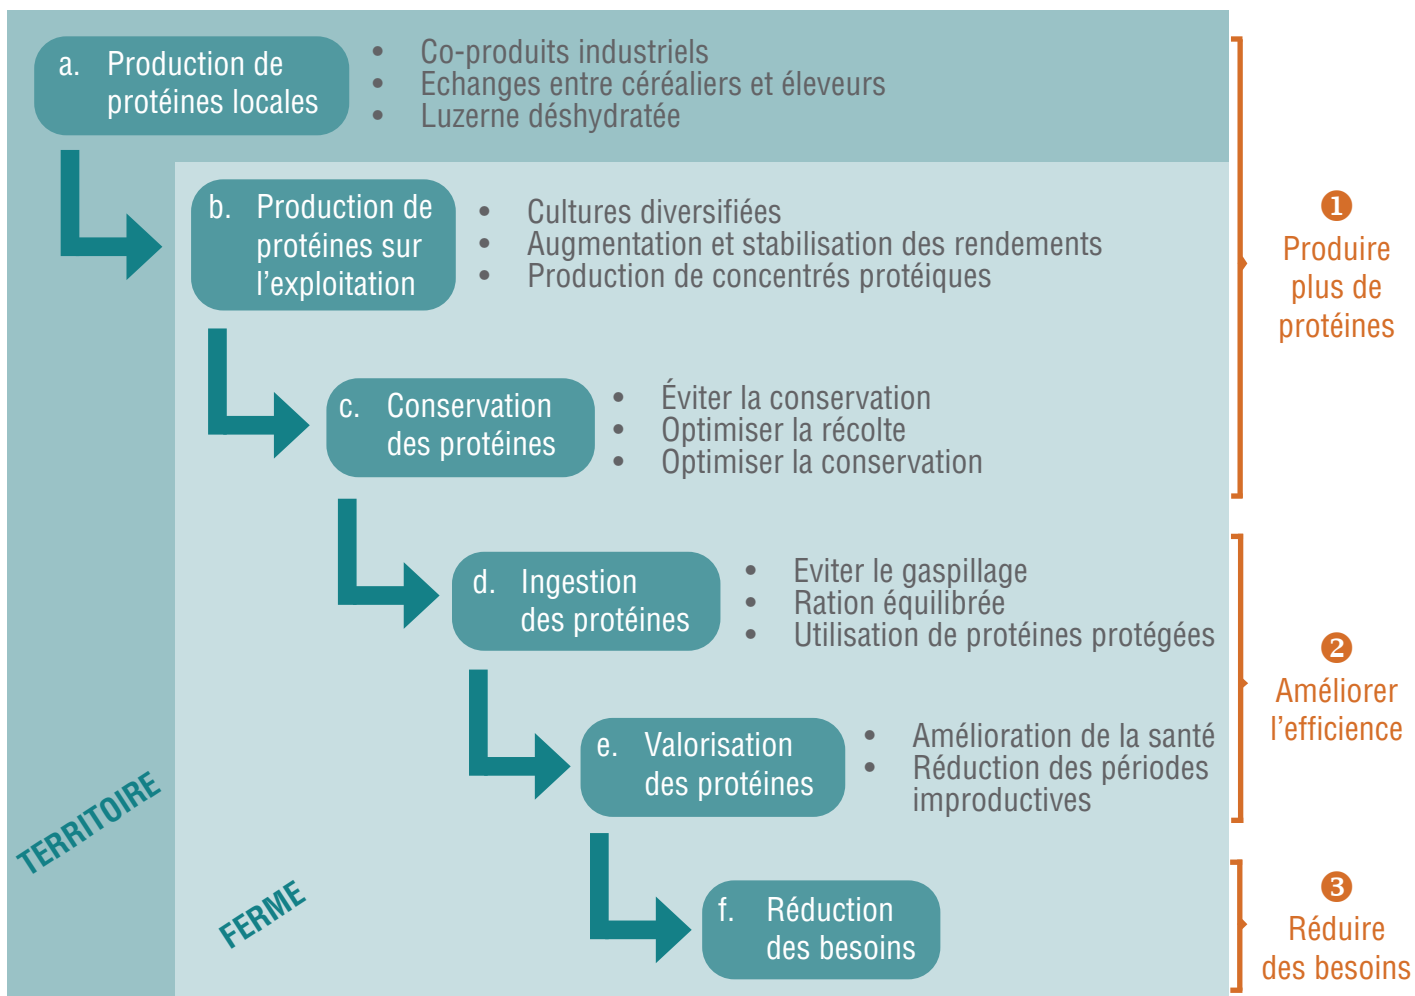 a. Production de
protéines locales
• Co-produits industriels
• Echanges entre céréaliers et éleveurs
• Luzerne déshydratée
b. Production de
protéines sur
l’exploitation
• Cultures diversifiées
• Augmentation et stabilisation des rendements
• Production de concentrés protéiques
❶
Produire
plus de
protéines
c. Conservation
des protéines
• Éviter la conservation
• Optimiser la récolte
• Optimiser la conservation
d. Ingestion
des protéines
• Eviter le gaspillage
• Ration équilibrée
• Utilisation de protéines protégées
❷
Améliorer
l’efficience
e. Valorisation
des protéines
• Amélioration de la santé
• Réduction des périodes
improductives
TERRITOIRE
FERME
f. Réduction
des besoins
❸
Réduire
des besoins